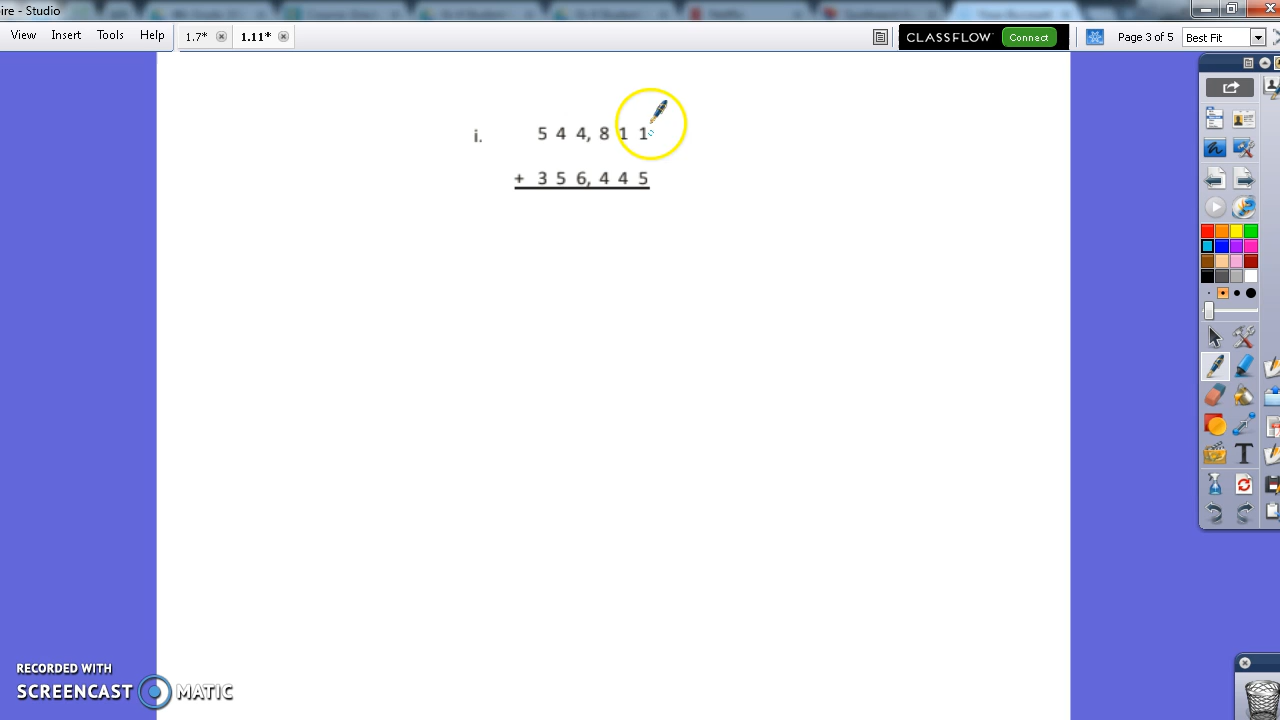 ire - Studio
View Insert Tools Help 1.7* 1.11* CLASSFLOW Connect Page 3 of 5 Best Fit
i. 5 4 4, 8 1 1
+ 3 5 6, 4 4 5
RECORDED WITH
SCREENCAST MATIC